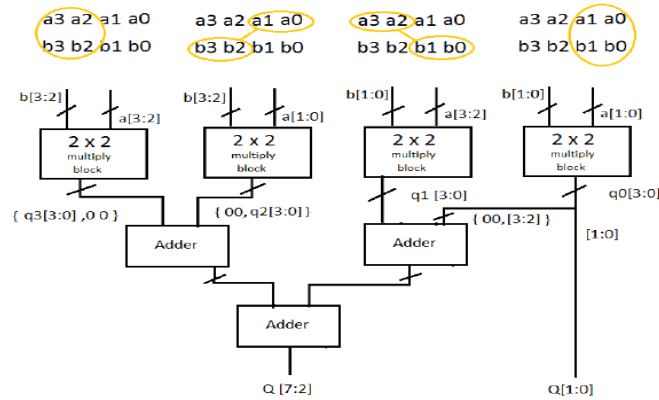 a3 a2 a1 a0 a3 a2 a1 a0 a3 a2 a1 a0 a3 a2 a1 a0
b3 b2 b1 b0 b3 b2 b1 b0 b3 b2 b1 b0 b3 b2 b1 b0
b[3:2] a[3:2] b[3:2] a[1:0] b[1:0] a[3:2] b[1:0] a[1:0]
2 x 2 2 x 2 2 x 2 2 x 2
multiply multiply multiply multiply
block block block block
{ q3[3:0] ,0 0 } { 00, q2[3:0] } q1 [3:0] q0[3:0]
{ 00, [3:2] } [1:0]
Adder Adder
Adder
Q [7:2] Q[1:0]